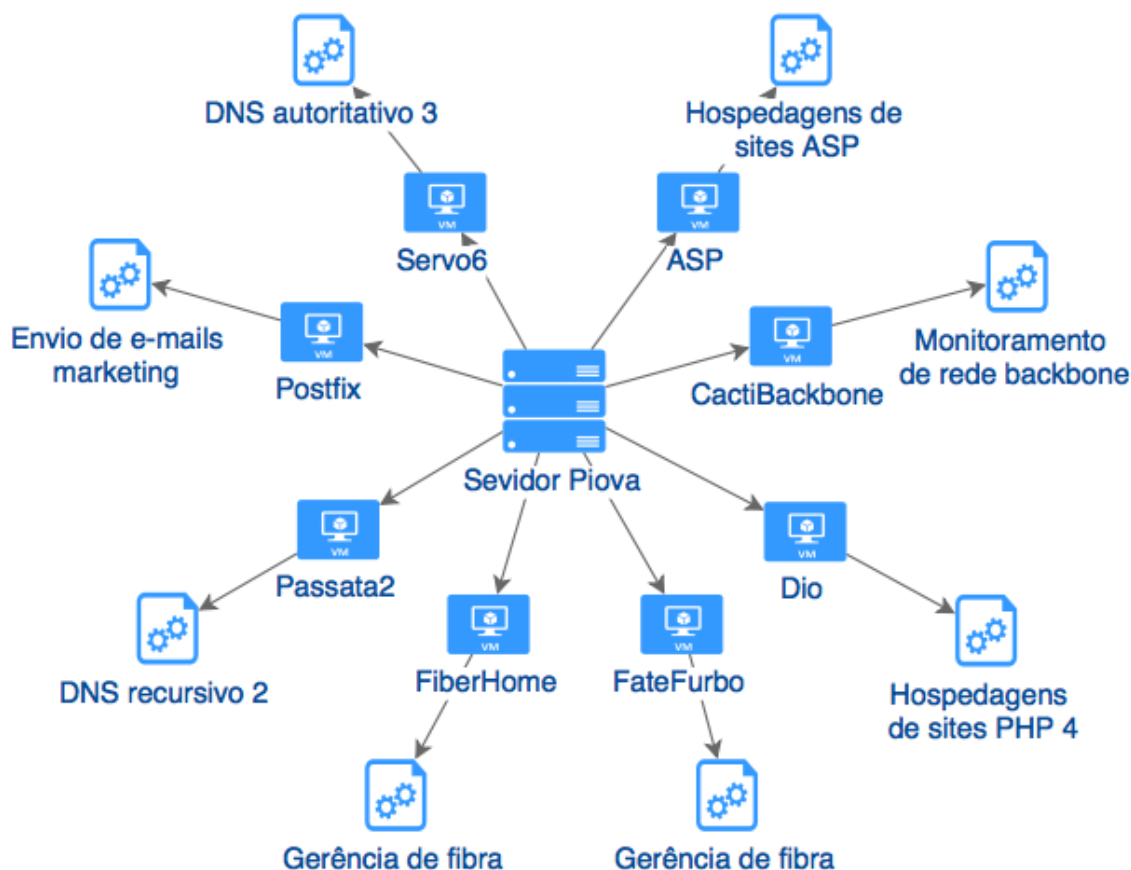 DNS autoritativo 3
Hospedagens de
sites ASP
VM
Servo6
VM
ASP
Envio de e-mails
marketing
VM
Postfix
VM
CactiBackbone
Monitoramento
de rede backbone
Sevidor Piova
VM
Passata2
VM
Dio
DNS recursivo 2
VM
FiberHome
VM
FateFurbo
Hospedagens
de sites PHP 4
Gerência de fibra
Gerência de fibra